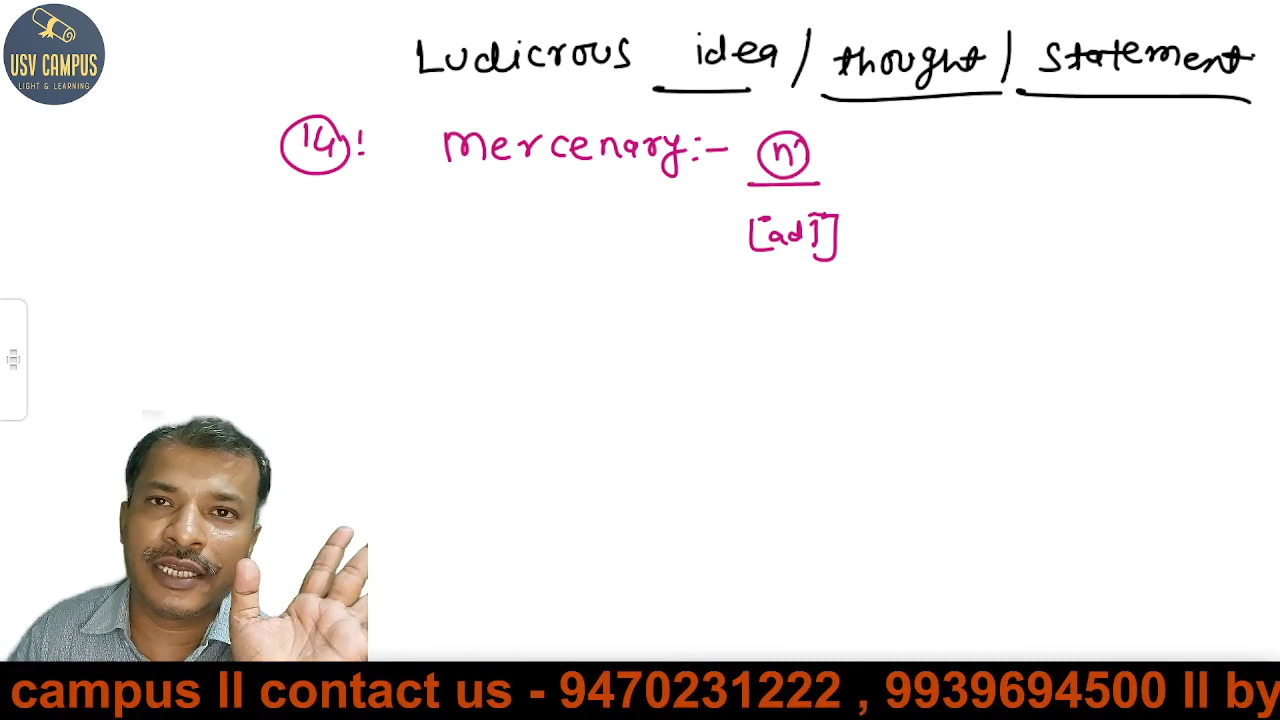 USV CAMPUS
LIGHT & LEARNING
Ludicrous idea / thought / Statement
14! Mercenary:- n
[adj]
campus II contact us - 9470231222 , 9939694500 II by